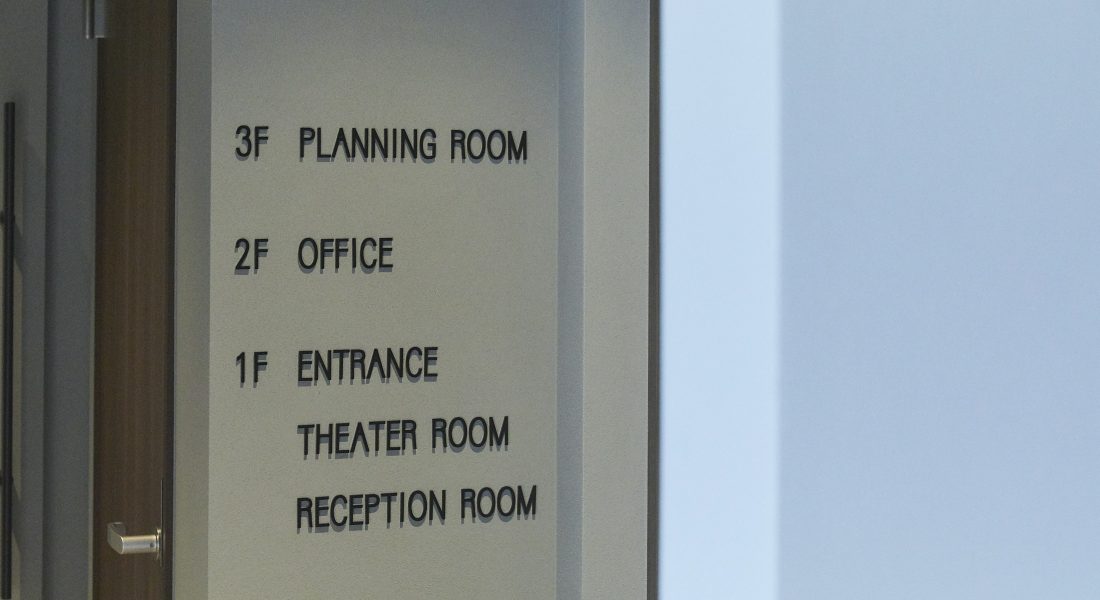 3F PLANNING ROOM
2F OFFICE
1F ENTRANCE
THEATER ROOM
RECEPTION ROOM